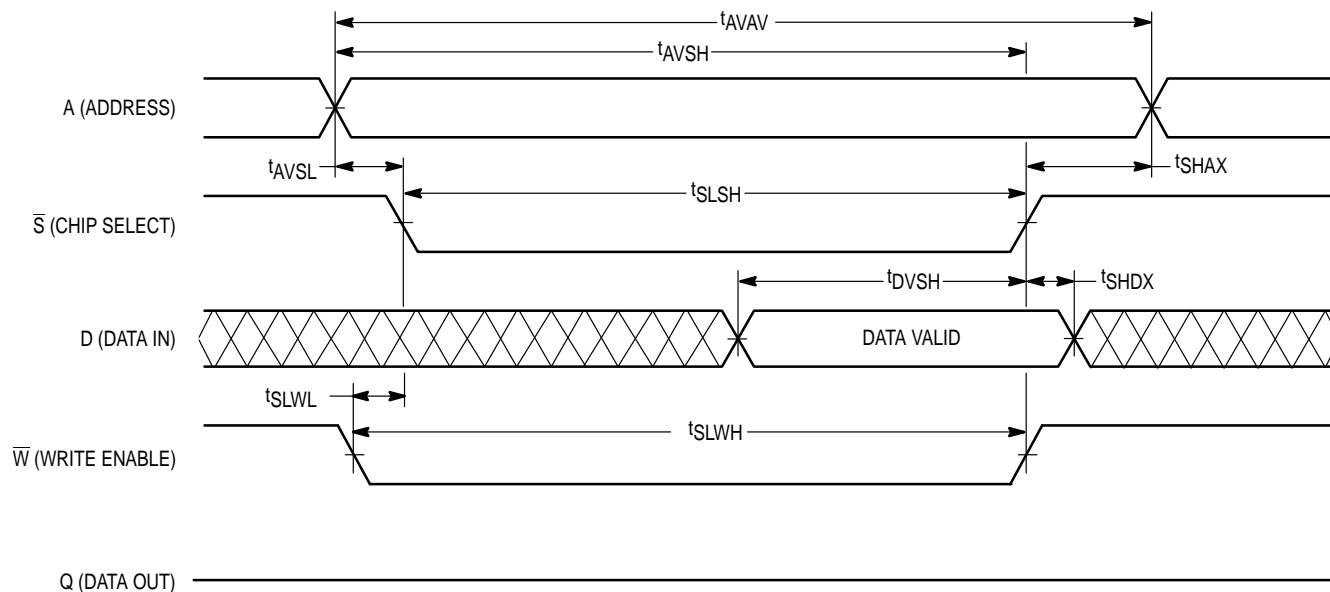 tAVAV
tAVSH
A (ADDRESS)
tAVSL
tSHAX
tSLSH
S̅ (CHIP SELECT)
tDVSH
tSHDX
D (DATA IN)
DATA VALID
tSLWL
tSLWH
W̅ (WRITE ENABLE)
Q (DATA OUT)